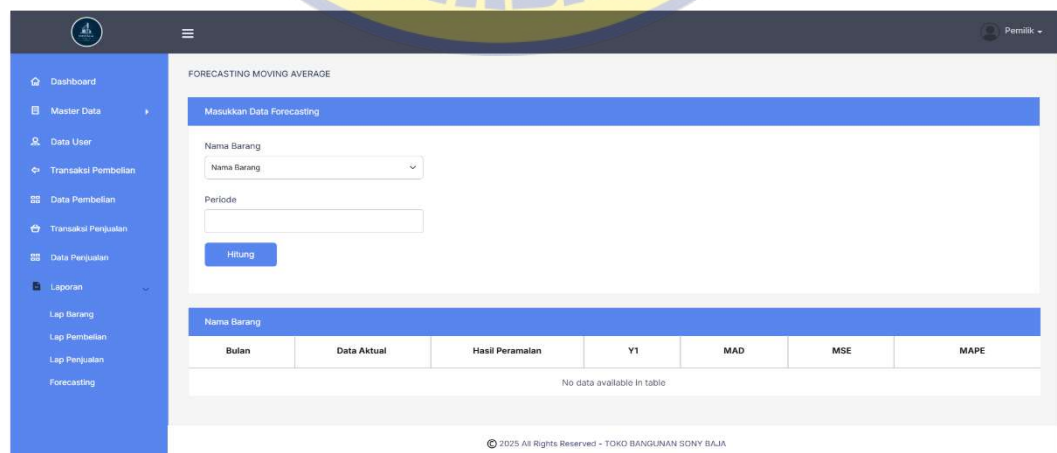 Pemilik
Dashboard
Master Data
Data User
Transaksi Pembelian
Data Pembelian
Transaksi Penjualan
Data Penjualan
Laporan
Lap Barang
Lap Pembelian
Lap Penjualan
Forecasting
FORECASTING MOVING AVERAGE
Masukkan Data Forecasting
Nama Barang
Nama Barang
Periode
Hitung
Nama Barang
Bulan Data Aktual Hasil Peramalan Y1 MAD MSE MAPE
No data available in table
© 2025 All Rights Reserved - TOKO BANGUNAN SONY BAJA